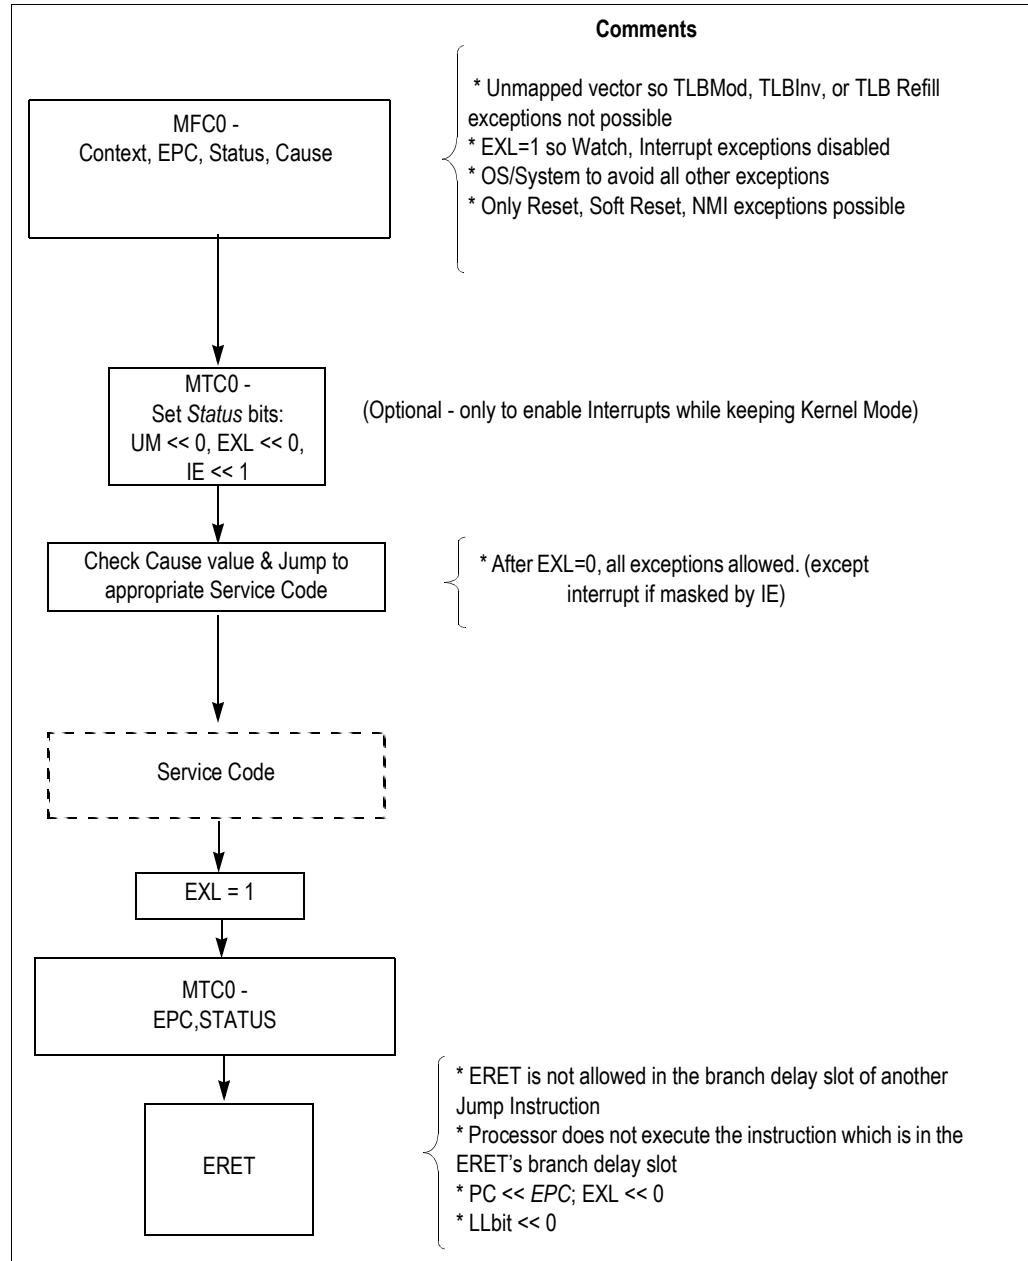 Comments
MFC0 -
Context, EPC, Status, Cause
* Unmapped vector so TLBMod, TLBInv, or TLB Refill
exceptions not possible
* EXL=1 so Watch, Interrupt exceptions disabled
* OS/System to avoid all other exceptions
* Only Reset, Soft Reset, NMI exceptions possible
MTC0 -
Set Status bits:
UM << 0, EXL << 0,
IE << 1
(Optional - only to enable Interrupts while keeping Kernel Mode)
Check Cause value & Jump to
appropriate Service Code
* After EXL=0, all exceptions allowed. (except
interrupt if masked by IE)
Service Code
EXL = 1
MTC0 -
EPC,STATUS
ERET
* ERET is not allowed in the branch delay slot of another
Jump Instruction
* Processor does not execute the instruction which is in the
ERET's branch delay slot
* PC << EPC; EXL << 0
* LLbit << 0